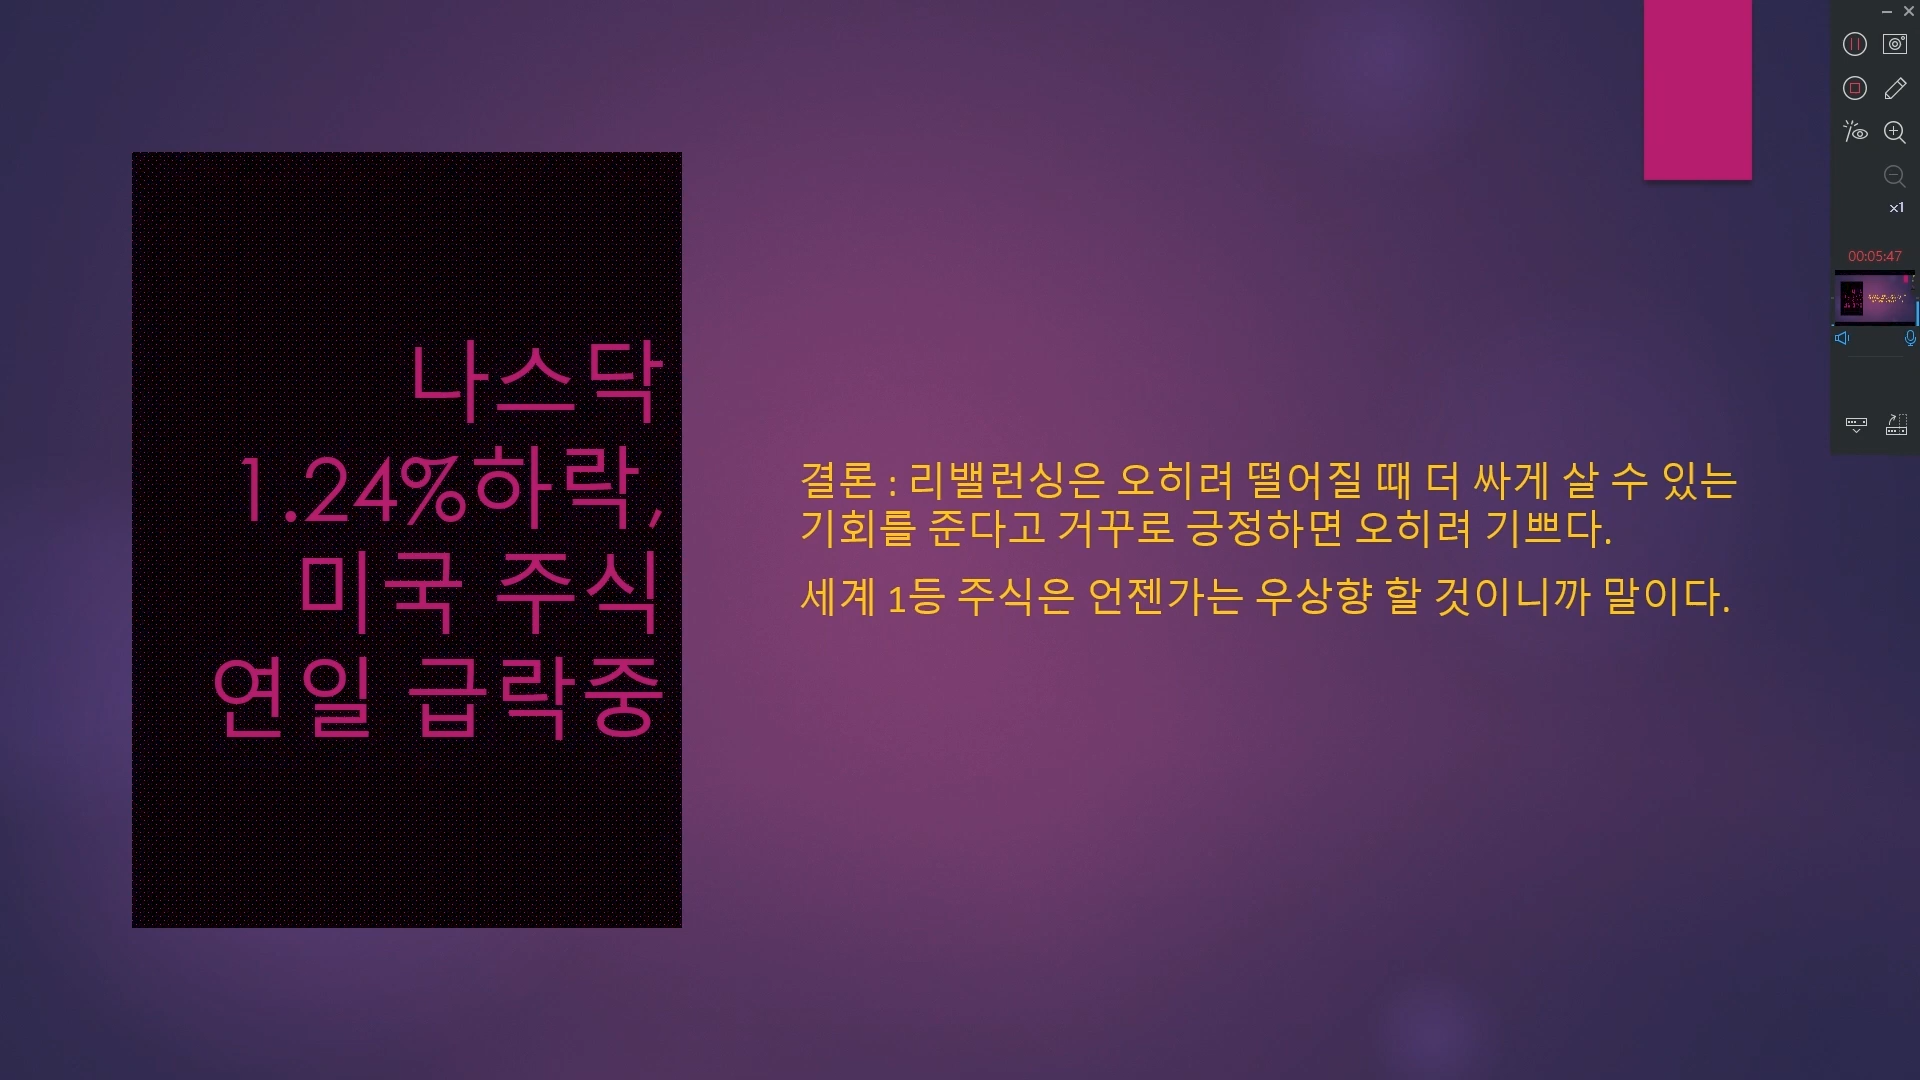 나스닥
1.24%하락,
미국 주식
연일 급락중
결론 : 리밸런싱은 오히려 떨어질 때 더 싸게 살 수 있는
기회를 준다고 거꾸로 긍정하면 오히려 기쁘다.
세계 1등 주식은 언젠가는 우상향 할 것이니까 말이다.
x1
00:05:47